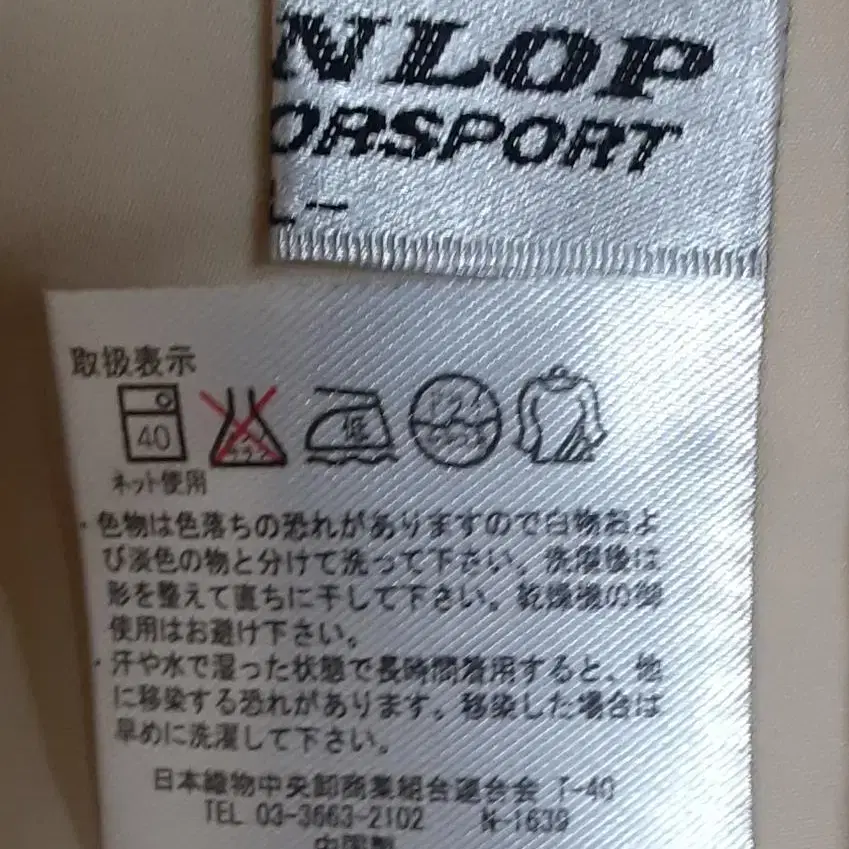 NLOP
ORSPORT
L-
取扱表示
40 低 ドライ
ネット使用
・色物は色落ちの恐れがありますので白物およ
び淡色の物と分けて洗って下さい。洗濯後は
形を整えて直ちに干して下さい。乾燥機の御
使用はお避け下さい。
・汗や水で湿った状態で長時間着用すると、他
に移染する恐れがあります。移染した場合は
早めに洗濯して下さい。
日本織物中央卸商業組合連合会 T-40
TEL 03-3663-2102 N-1639
中国製